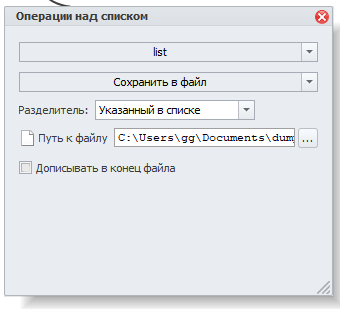 Операции над списком
list
Сохранить в файл
Разделитель: Указанный в списке
Путь к файлу C:\Users\gg\Documents\dum ...
Дописывать в конец файла